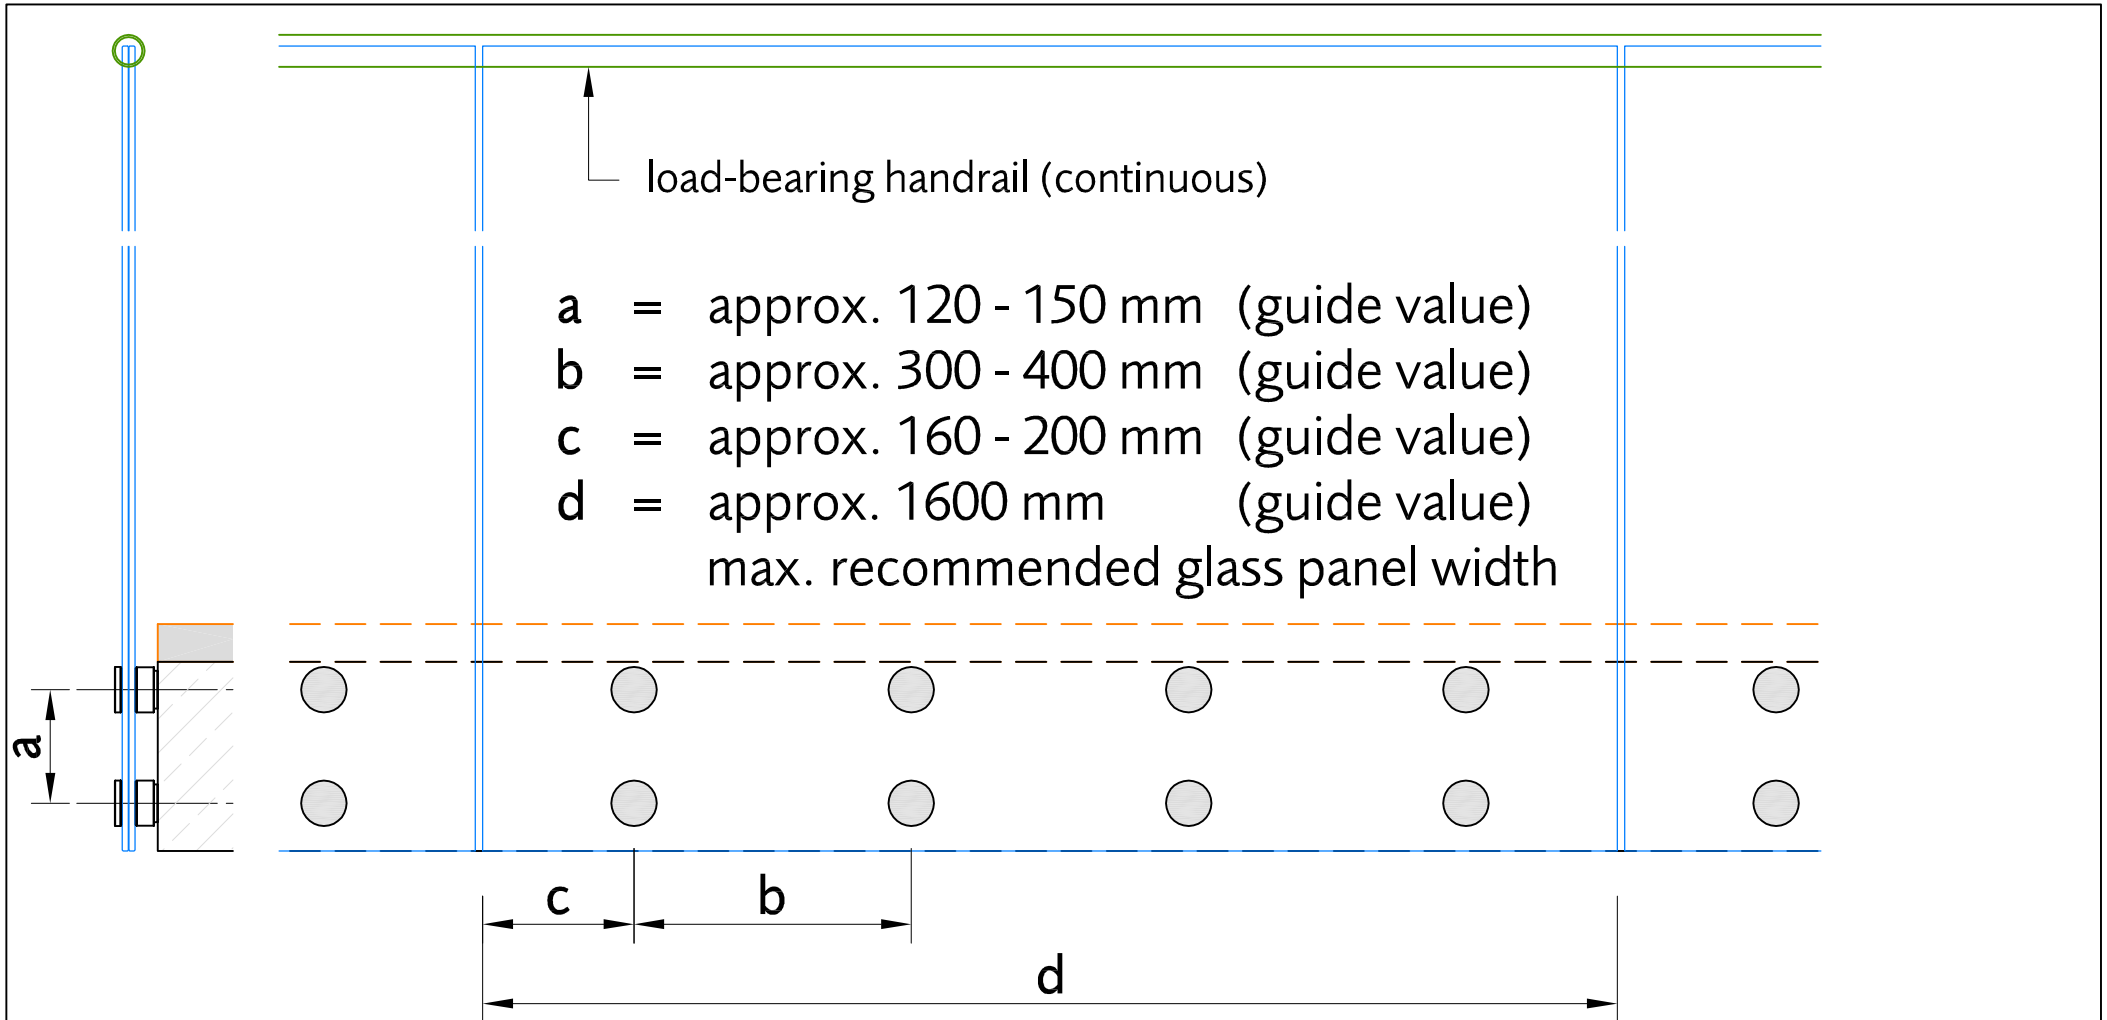 load-bearing handrail (continuous)
a = approx. 120 - 150 mm (guide value)
b = approx. 300 - 400 mm (guide value)
c = approx. 160 - 200 mm (guide value)
d = approx. 1600 mm (guide value)
max. recommended glass panel width
a
c
b
d